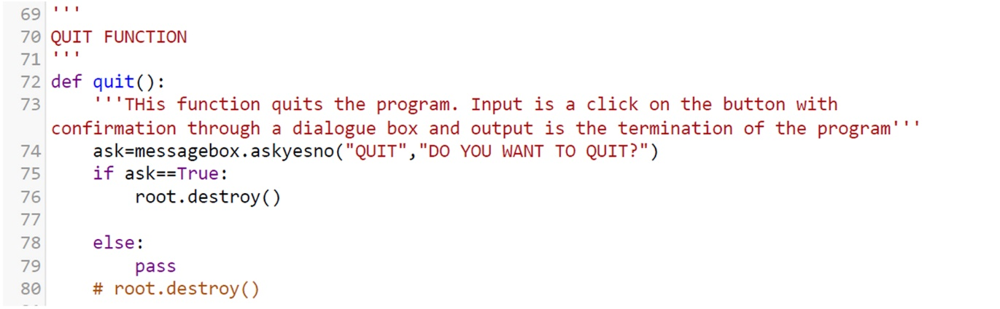 69 '''
70 QUIT FUNCTION
71 '''
72 def quit():
73     '''THis function quits the program. Input is a click on the button with
confirmation through a dialogue box and output is the termination of the program'''
74     ask=messagebox.askyesno("QUIT","DO YOU WANT TO QUIT?")
75     if ask==True:
76         root.destroy()
77
78     else:
79         pass
80     # root.destroy()